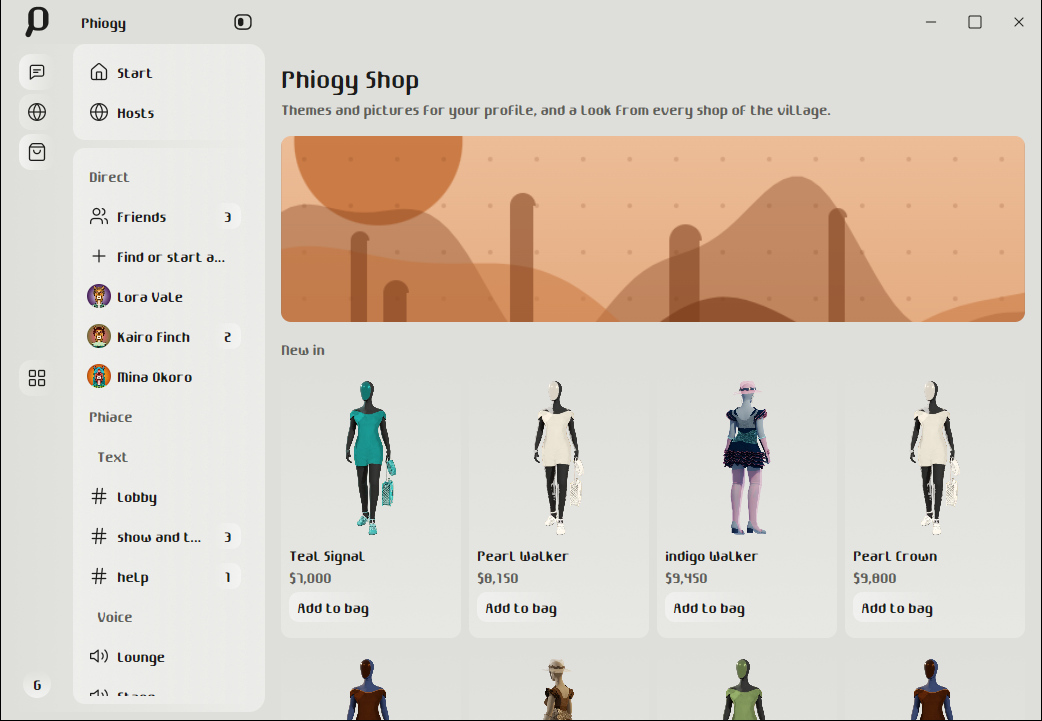 Phiogy
Start
Hosts
Direct
Friends 3
Find or start a...
Lora Vale
Kairo Finch 2
Mina Okoro
Phiace
Text
Lobby
show and t... 3
help 1
Voice
Lounge
6
Phiogy Shop
Themes and pictures for your profile, and a look from every shop of the village.
New in
Teal Signal
$7,000
Add to bag
Pearl Walker
$8,150
Add to bag
indigo Walker
$9,450
Add to bag
Pearl Crown
$9,800
Add to bag